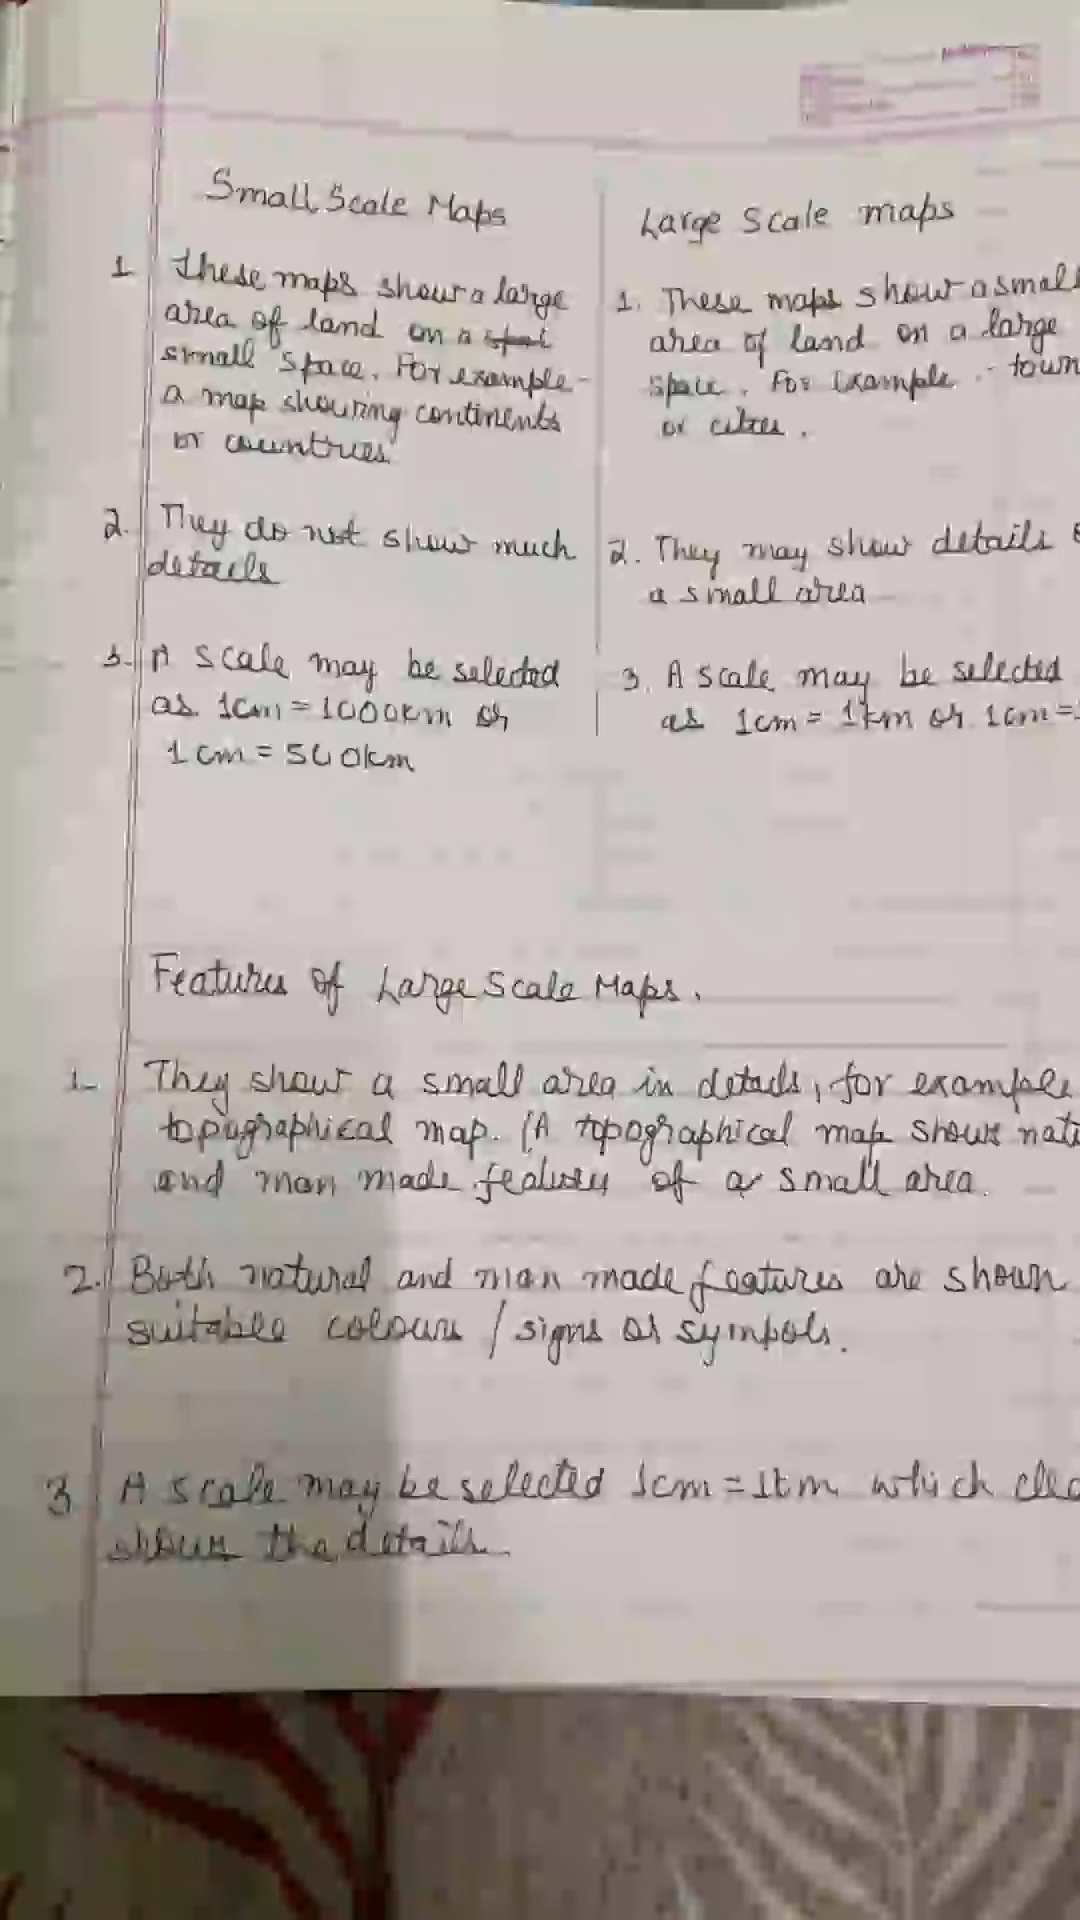 Small Scale Maps
1 these maps show a large
area of land on a
small space. For example -
a map showing continents
or countries
2. They do not show much
details
3. A scale may be selected
as 1cm = 1000km or
1 cm = 500km
Large Scale maps
1. These maps show a small
area of land on a large
space. For example - town
or cities.
2. They may show details
a small area
3. A scale may be selected
as 1cm = 1km or 1cm =
Features of Large Scale Maps.
1 They show a small area in details, for example
topographical map. (A topographical map shows
and man made features of a small area.
2. Both natural and man made features are shown
suitable colours / signs or symbols.
3 A scale may be selected 1cm = 1km which
shows the details